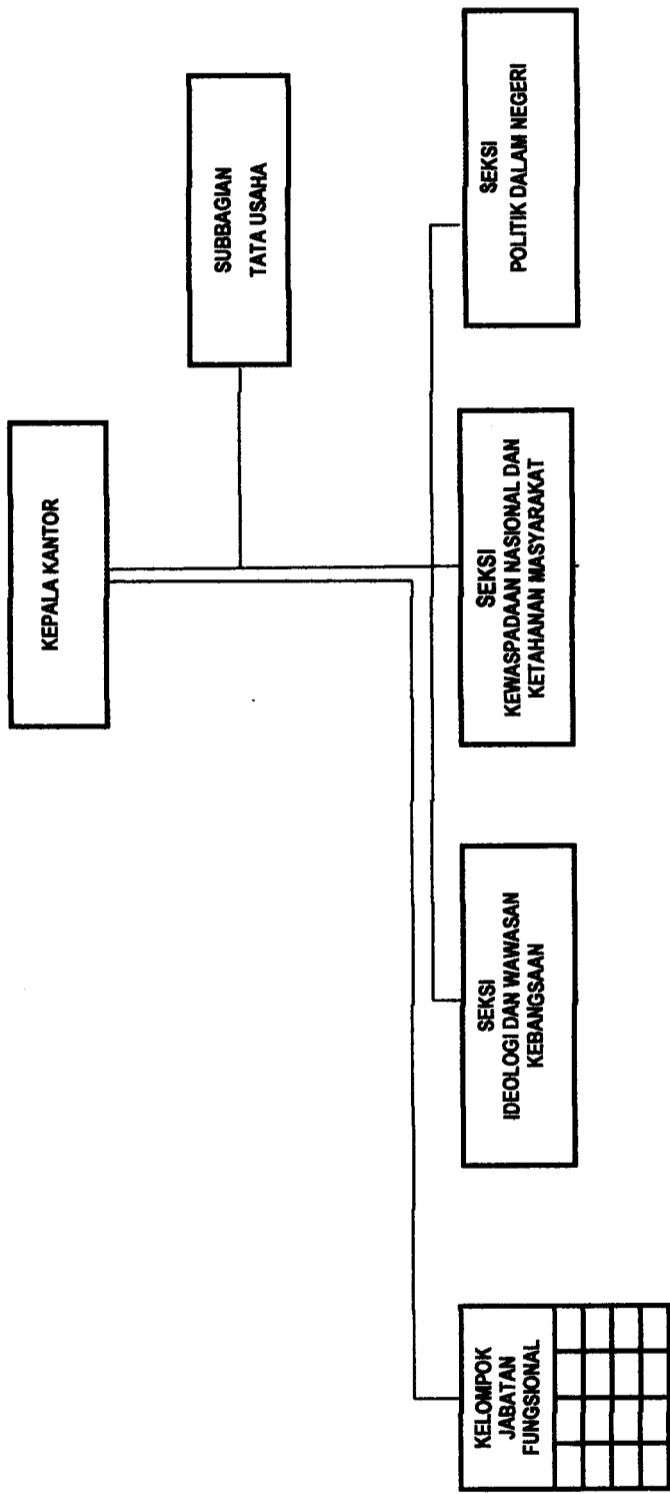 KEPALA KANTOR
SUBBAGIAN
TATA USAHA
KELOMPOK
JABATAN
FUNGSIONAL
SEKSI
IDEOLOGI DAN WAWASAN
KEBANGSAAN
SEKSI
KEWASPADAAN NASIONAL DAN
KETAHANAN MASYARAKAT
SEKSI
POLITIK DALAM NEGERI